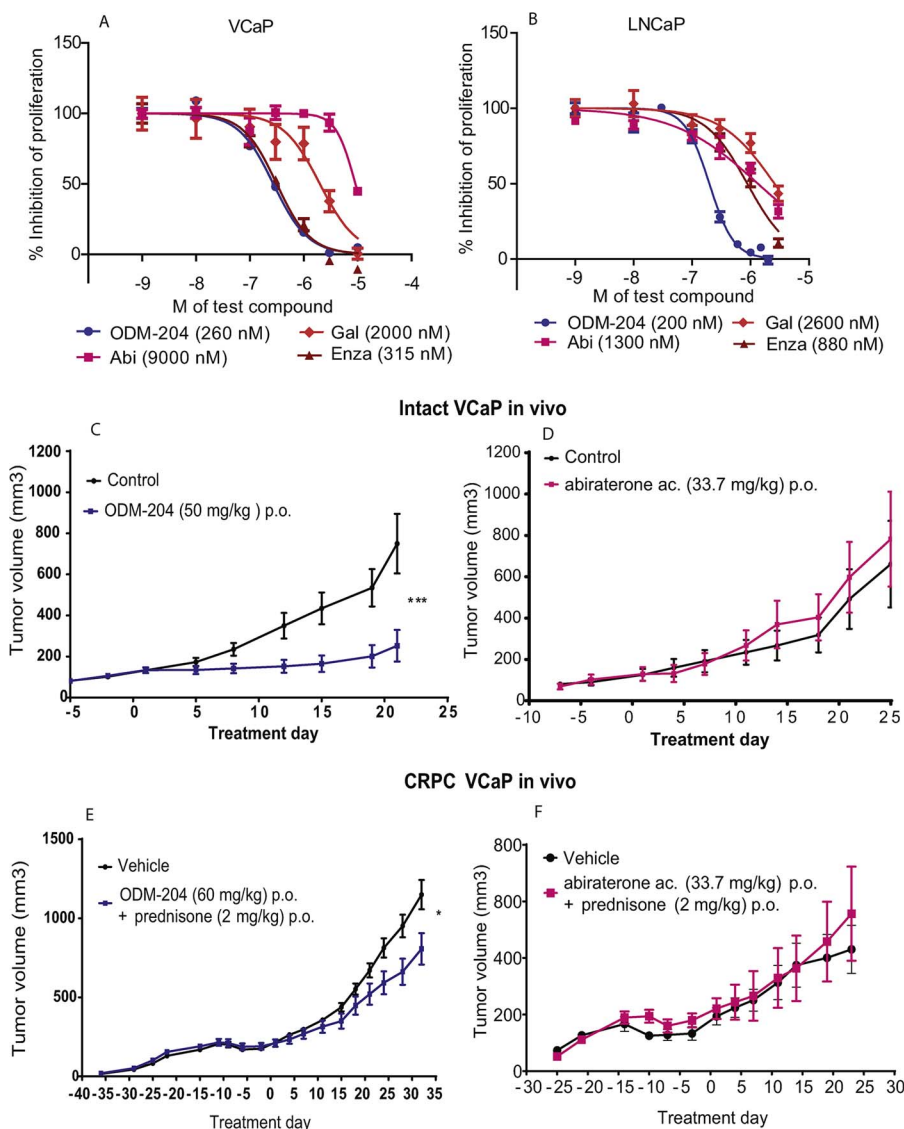 A
VCaP
150
100
50
0
% Inhibition of proliferation
-9
-8
-7
-6
-5
M of test compound
ODM-204 (260 nM)
Gal (2000 nM)
Abi (9000 nM)
Enza (315 nM)
B
LNCaP
150
100
50
0
% Inhibition of proliferation
-9
-8
-7
-6
-5
M of test compound
ODM-204 (200 nM)
Gal (2600 nM)
Abi (1300 nM)
Enza (880 nM)
Intact VCaP in vivo
C
1200
1000
800
600
400
200
0
Tumor volume (mm3)
Control
ODM-204 (50 mg/kg ) p.o.
***
-5
0
5
10
15
20
25
Treatment day
D
1200
1000
800
600
400
200
0
Tumor volume (mm3)
Control
abiraterone ac. (33.7 mg/kg) p.o.
-10
-5
0
5
10
15
20
25
Treatment day
CRPC VCaP in vivo
E
1500
1000
500
0
Tumor volume (mm3)
Vehicle
ODM-204 (60 mg/kg) p.o.
+ prednisone (2 mg/kg) p.o.
*
-40
-35
-30
-25
-20
-15
-10
-5
0
5
10
15
20
25
30
35
Treatment day
F
800
600
400
200
0
Tumor volume (mm3)
Vehicle
abiraterone ac. (33.7 mg/kg) p.o.
+ prednisone (2 mg/kg) p.o.
-30
-25
-20
-15
-10
-5
0
5
10
15
20
25
30
Treatment day